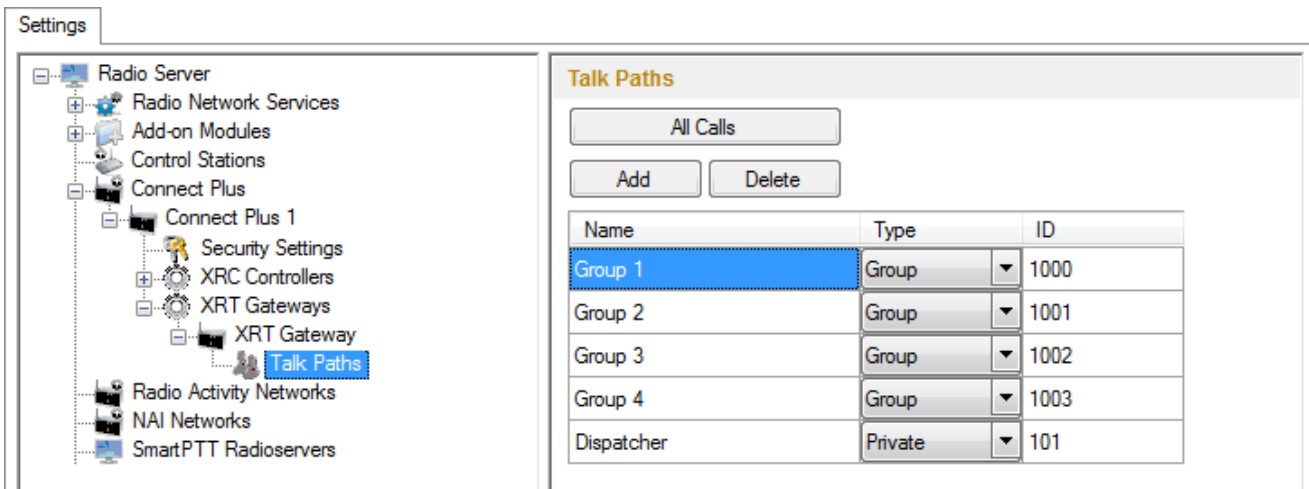 Settings
Radio Server
Radio Network Services
Add-on Modules
Control Stations
Connect Plus
Connect Plus 1
Security Settings
XRC Controllers
XRT Gateways
XRT Gateway
Talk Paths
Radio Activity Networks
NAI Networks
SmartPTT Radioservers
Talk Paths
All Calls
Add Delete
Name Type ID
Group 1 Group 1000
Group 2 Group 1001
Group 3 Group 1002
Group 4 Group 1003
Dispatcher Private 101